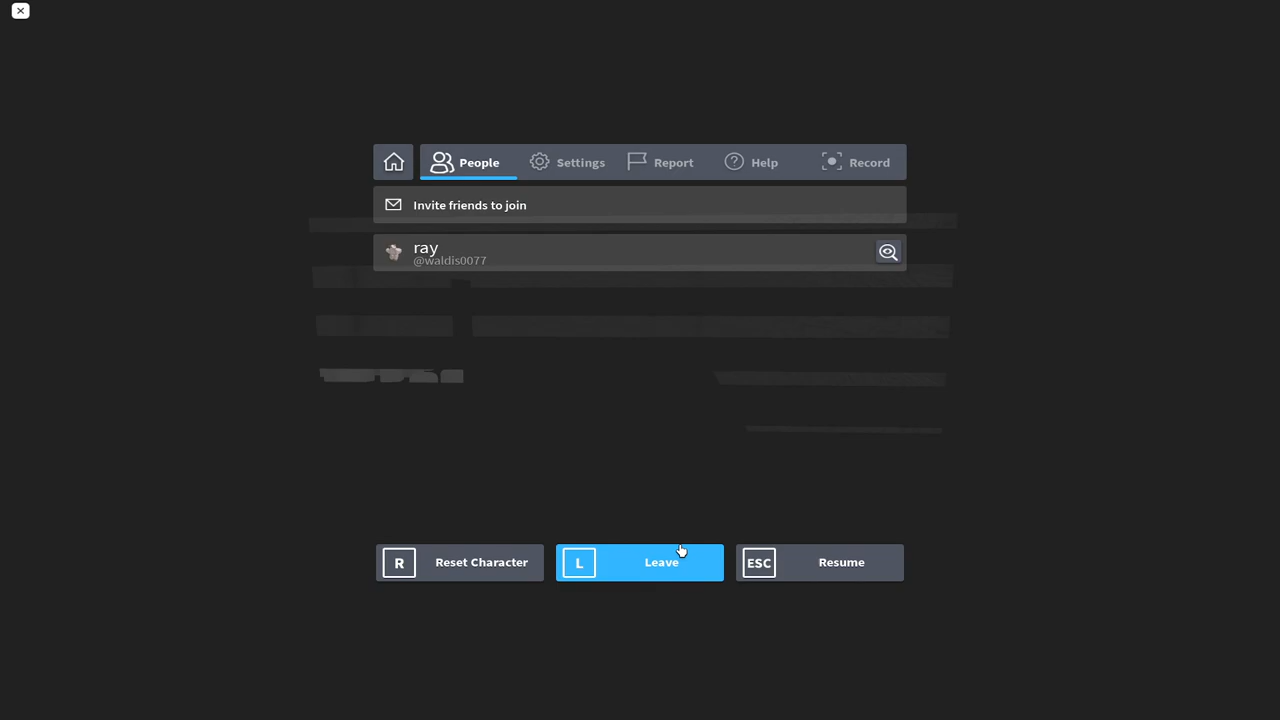 People
Settings
Report
Help
Record
Invite friends to join
ray
@waldis0077
R Reset Character
L Leave
ESC Resume